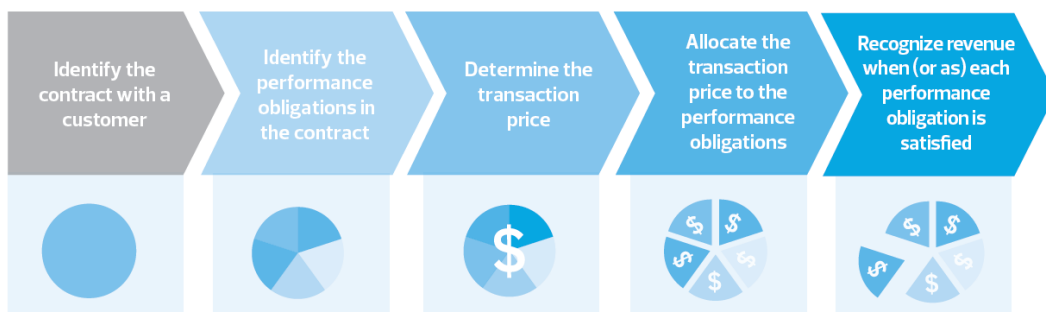 Identify the
contract with a
customer
Identify the
performance
obligations in
the contract
Determine the
transaction
price
Allocate the
transaction
price to the
performance
obligations
Recognize revenue
when (or as) each
performance
obligation is
satisfied
$
$ $ $ $ $
$ $ $ $ $